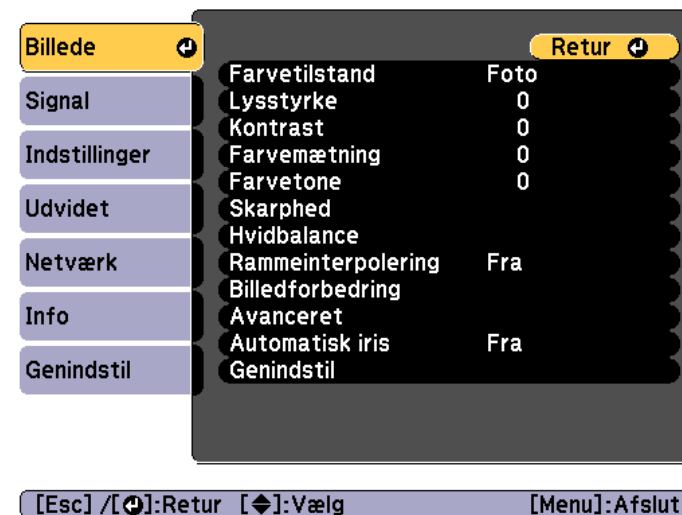 Billede
Signal
Indstillinger
Udvidet
Netværk
Info
Genindstil
Retur
Farvetilstand Foto
Lysstyrke 0
Kontrast 0
Farvemætning 0
Farvetone 0
Skarphed
Hvidbalance
Rammeinterpolering Fra
Billedforbedring
Avanceret
Automatisk iris Fra
Genindstil
[Esc] /[⏎]:Retur [◆]:Vælg [Menu]:Afslut